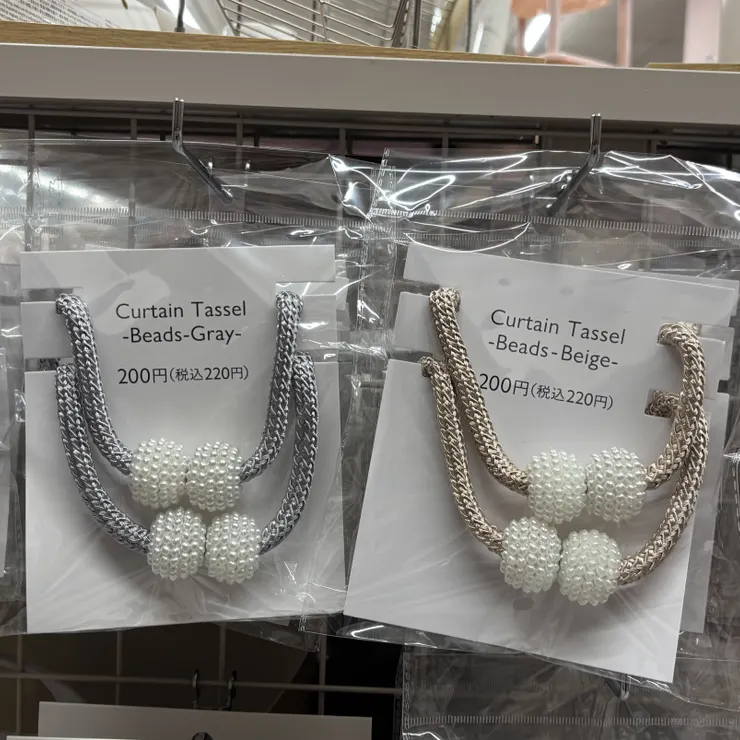 Curtain Tassel
-Beads-Gray-
200円(税込220円)
Curtain Tassel
-Beads-Beige-
200円(税込220円)